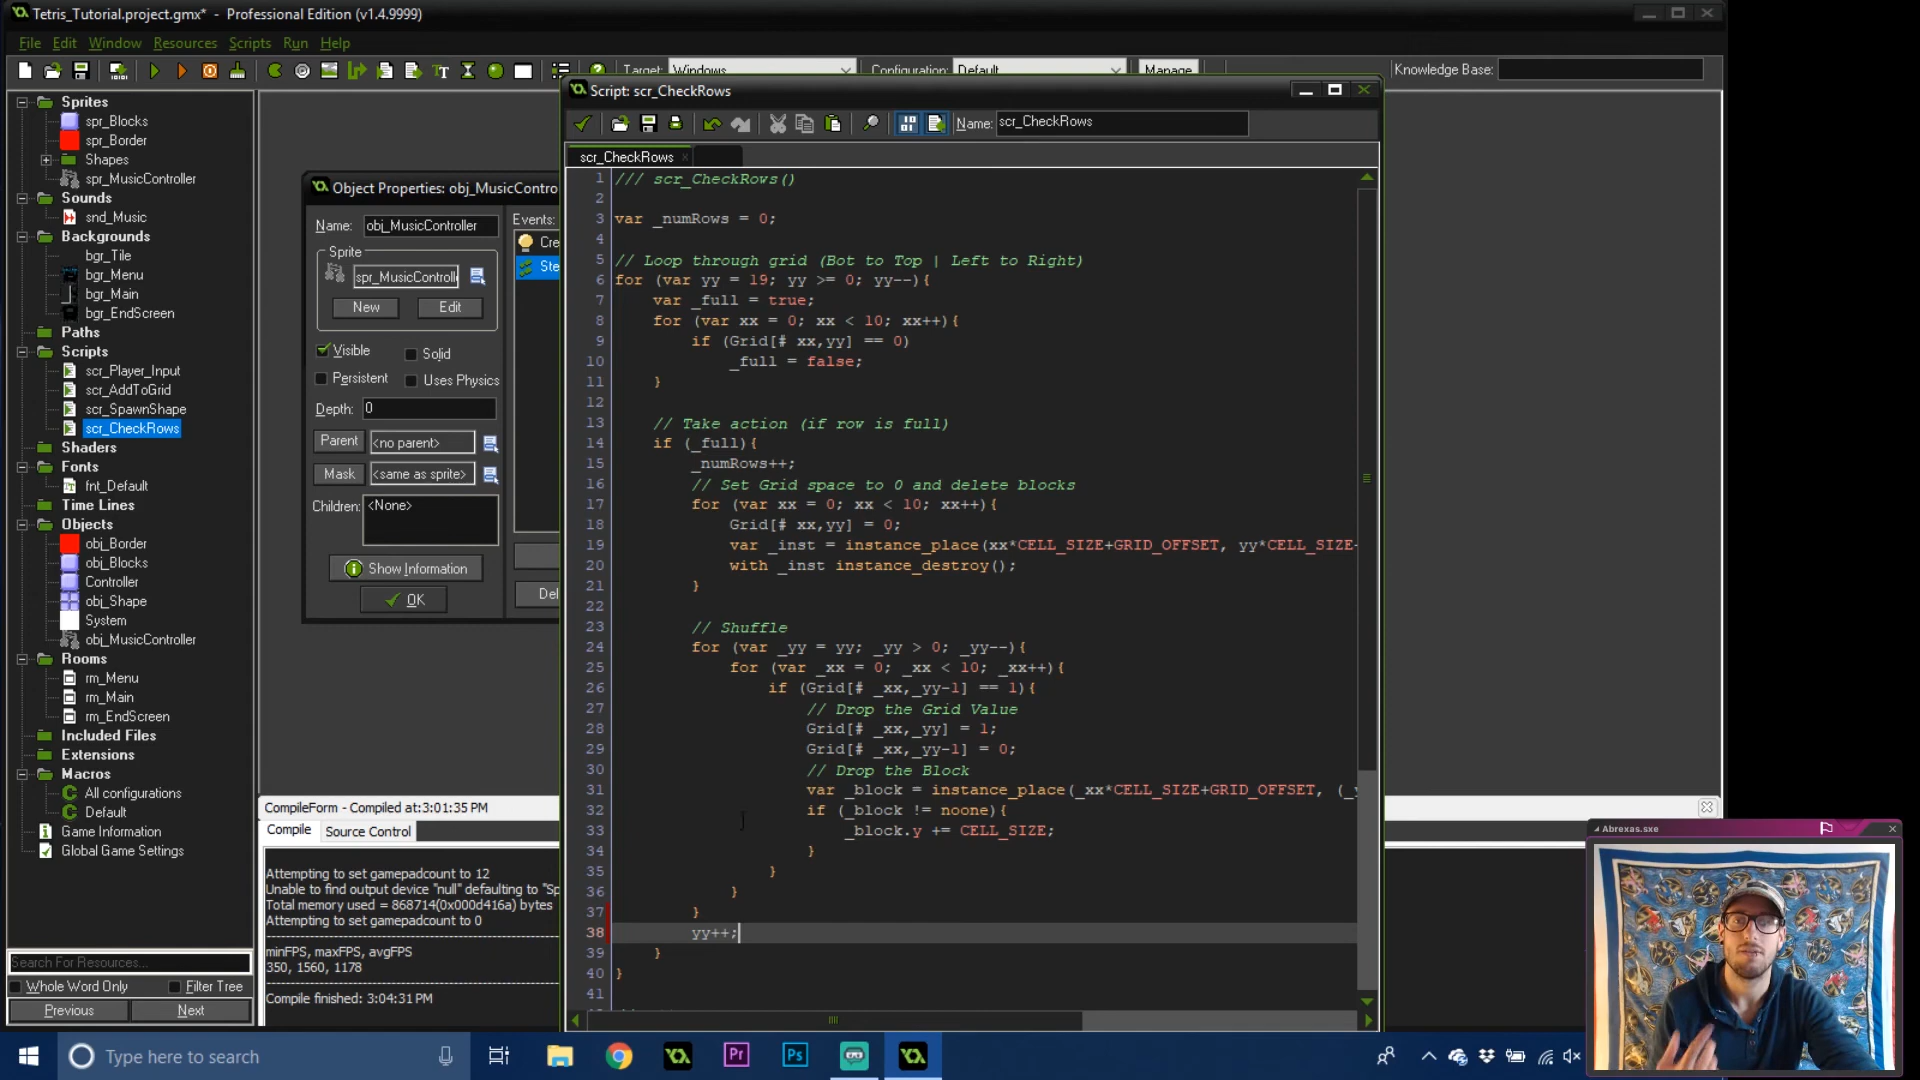 Tetris_Tutorial.project.gmx* - Professional Edition (v1.4.9999)
File Edit Window Resources Scripts Run Help
Target: Windows Configuration: Default Manage Knowledge Base:
Sprites
spr_Blocks
spr_Border
Shapes
spr_MusicController
Sounds
snd_Music
Backgrounds
bgr_Tile
bgr_Menu
bgr_Main
bgr_EndScreen
Paths
Scripts
scr_Player_Input
scr_AddToGrid
scr_SpawnShape
scr_CheckRows
Shaders
Fonts
fnt_Default
Time Lines
Objects
obj_Border
obj_Blocks
Controller
obj_Shape
System
obj_MusicController
Rooms
rm_Menu
rm_Main
rm_EndScreen
Included Files
Extensions
Macros
All configurations
Default
Game Information
Global Game Settings
Search For Resources...
Whole Word Only Filter Tree
Previous Next
Object Properties: obj_MusicContro
Name: obj_MusicController
Sprite
spr_MusicControll
New Edit
Visible Solid
Persistent Uses Physics
Depth: 0
Parent <no parent>
Mask <same as sprite>
Children: <None>
Show Information
OK
Events:
Cre
Ste
Del
CompileForm - Compiled at:3:01:35 PM
Compile Source Control
Attempting to set gamepadcount to 12
Unable to find output device "null" defaulting to "Sp
Total memory used = 868714(0x000d416a) bytes
Attempting to set gamepadcount to 0
minFPS, maxFPS, avgFPS
350, 1560, 1178
Compile finished: 3:04:31 PM
Script: scr_CheckRows
Name: scr_CheckRows
scr_CheckRows
1 /// scr_CheckRows()
2
3 var _numRows = 0;
4
5 // Loop through grid (Bot to Top | Left to Right)
6 for (var yy = 19; yy >= 0; yy--){
7 var _full = true;
8 for (var xx = 0; xx < 10; xx++){
9 if (Grid[# xx,yy] == 0)
10 _full = false;
11 }
12
13 // Take action (if row is full)
14 if (_full){
15 _numRows++;
16 // Set Grid space to 0 and delete blocks
17 for (var xx = 0; xx < 10; xx++){
18 Grid[# xx,yy] = 0;
19 var _inst = instance_place(xx*CELL_SIZE+GRID_OFFSET, yy*CELL_SIZE-
20 with _inst instance_destroy();
21 }
22
23 // Shuffle
24 for (var _yy = yy; _yy > 0; _yy--){
25 for (var _xx = 0; _xx < 10; _xx++){
26 if (Grid[# _xx,_yy-1] == 1){
27 // Drop the Grid Value
28 Grid[# _xx,_yy] = 1;
29 Grid[# _xx,_yy-1] = 0;
30 // Drop the Block
31 var _block = instance_place(_xx*CELL_SIZE+GRID_OFFSET, (_y
32 if (_block != noone){
33 _block.y += CELL_SIZE;
34 }
35 }
36 }
37 }
38 yy++;
39 }
40 }
41
Abrexas.sxe
Type here to search
Pr
Ps